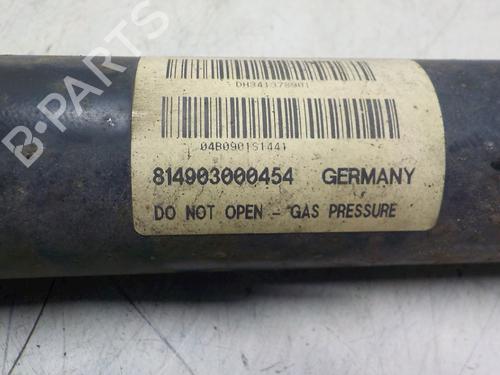 DH341378901
04B0901S1441
814903000454 GERMANY
DO NOT OPEN - GAS PRESSURE
B PARTS